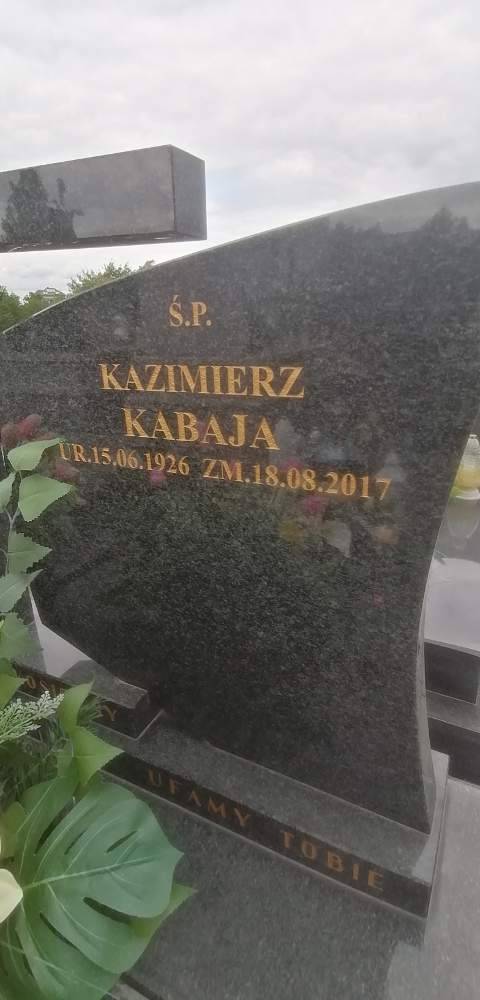 Ś.P.
KAZIMIERZ
KABAJA
UR.15.06.1926 ZM.18.08.2017
UFAMY TOBIE